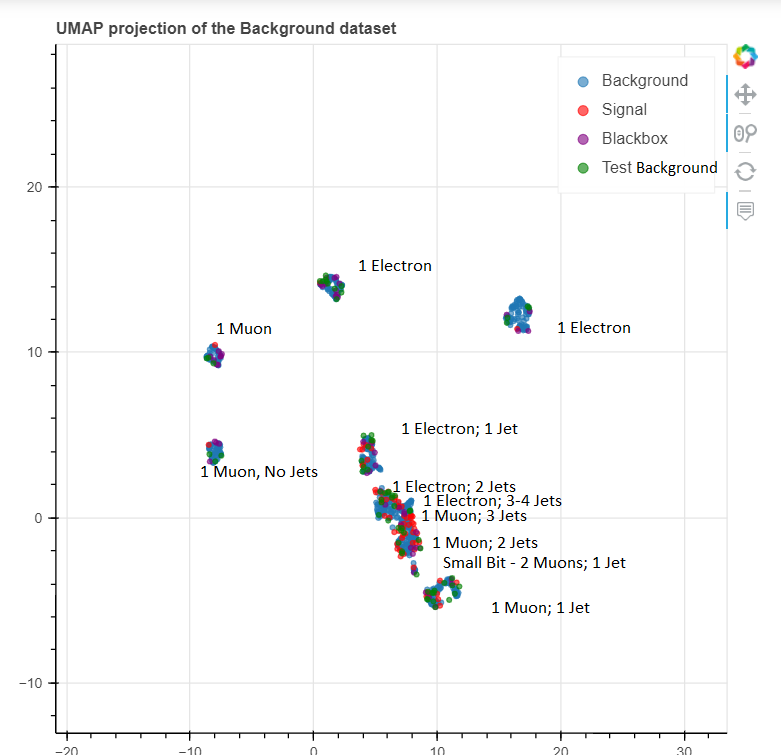 UMAP projection of the Background dataset
Background
Signal
Blackbox
Test Background
20
10
0
−10
−20
−10
0
10
20
30
1 Electron
1 Electron
1 Muon
1 Muon, No Jets
1 Electron; 1 Jet
1 Electron; 2 Jets
1 Electron; 3-4 Jets
1 Muon; 3 Jets
1 Muon; 2 Jets
Small Bit - 2 Muons; 1 Jet
1 Muon; 1 Jet